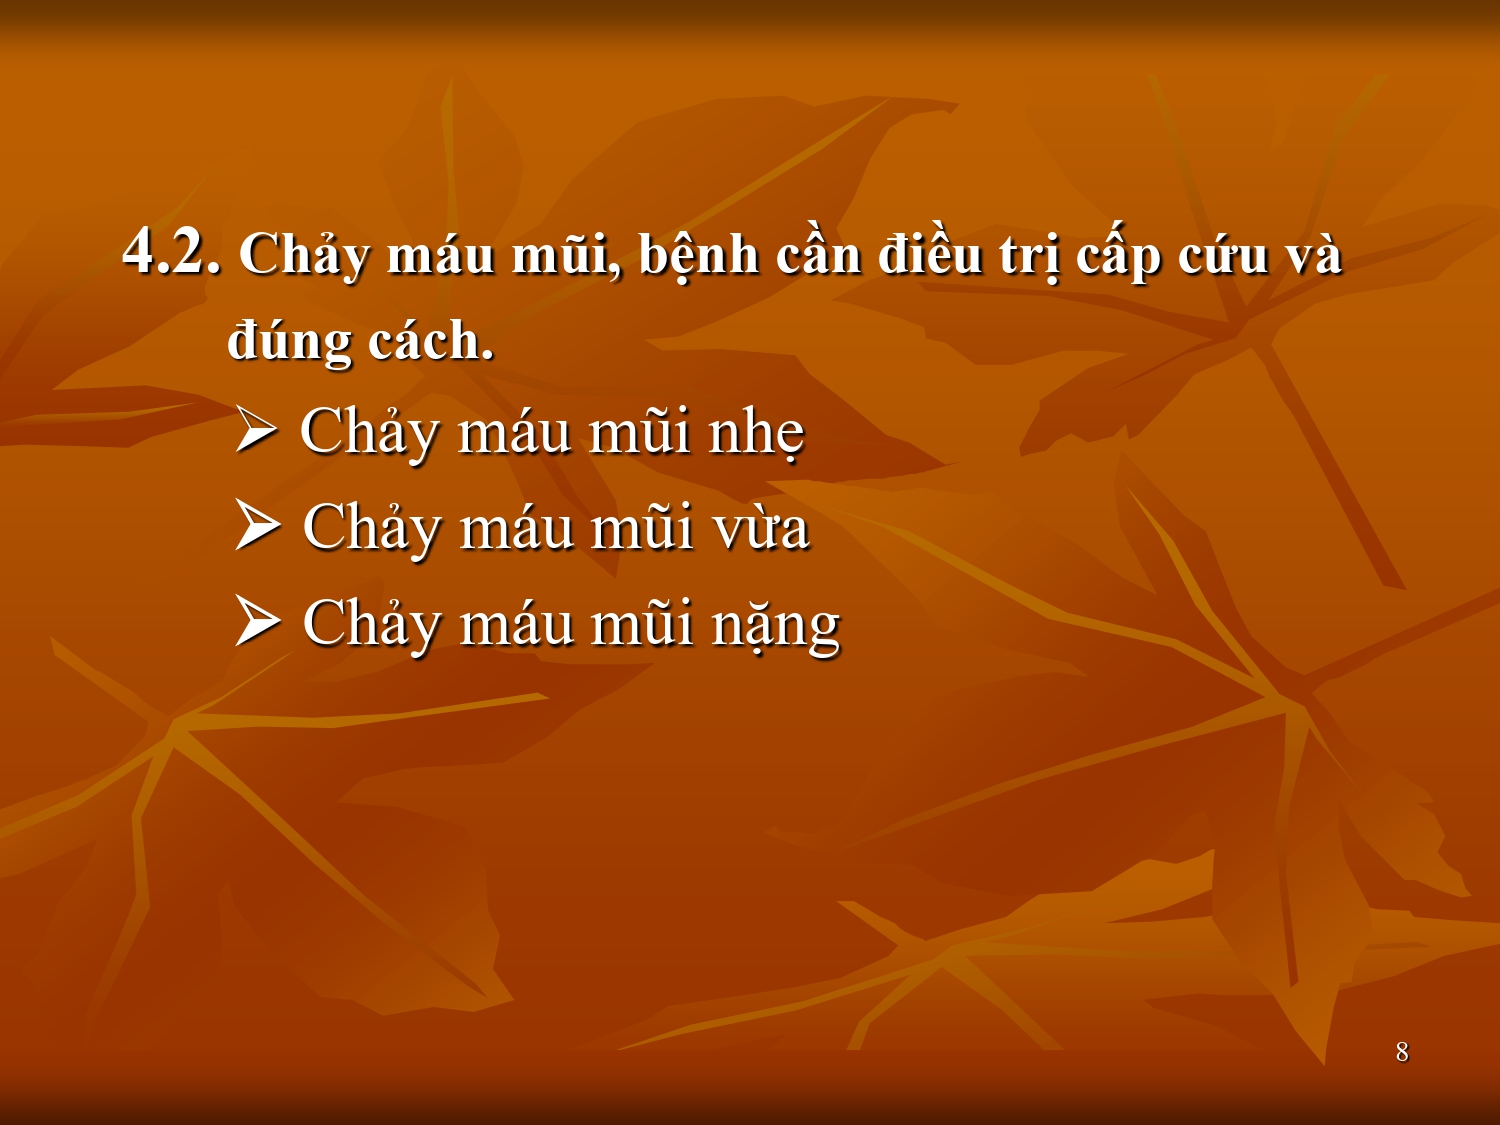 4.2. Chảy máu mũi, bệnh cần điều trị cấp cứu và
đúng cách.
➢ Chảy máu mũi nhẹ
➢ Chảy máu mũi vừa
➢ Chảy máu mũi nặng
8